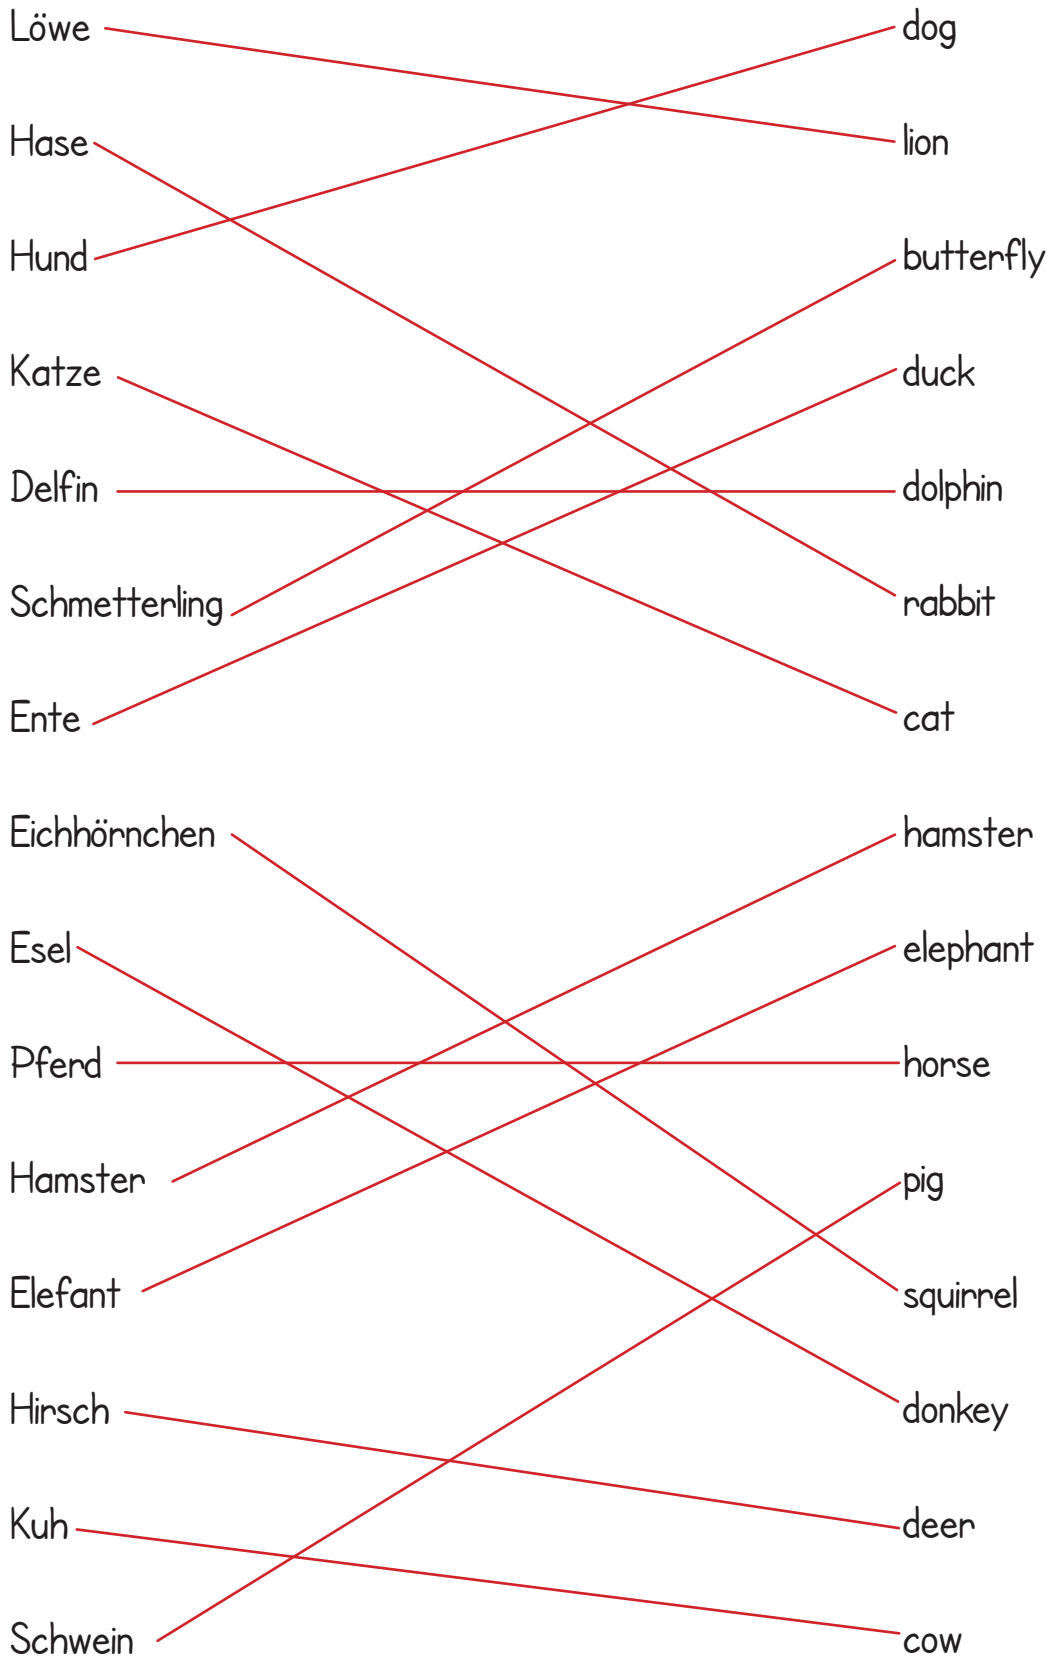 Löwe dog
Hase lion
Hund butterfly
Katze duck
Delfin dolphin
Schmetterling rabbit
Ente cat
Eichhörnchen hamster
Esel elephant
Pferd horse
Hamster pig
Elefant squirrel
Hirsch donkey
Kuh deer
Schwein cow